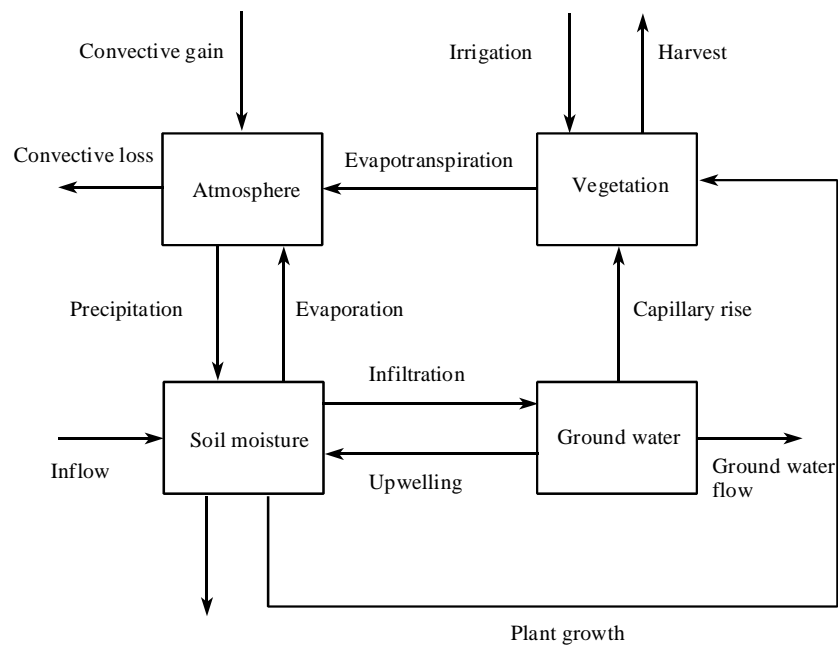 Convective gain
Irrigation
Harvest
Convective loss
Evapotranspiration
Atmosphere
Vegetation
Precipitation
Evaporation
Capillary rise
Infiltration
Soil moisture
Ground water
Inflow
Upwelling
Ground water
flow
Plant growth